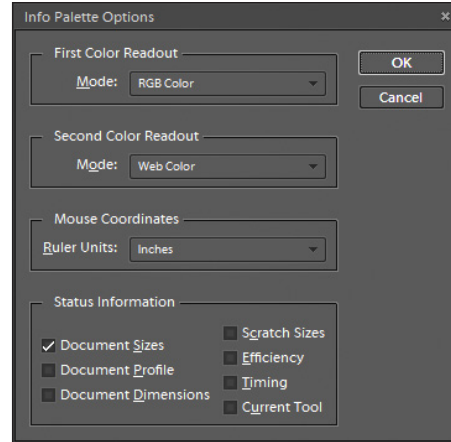 Info Palette Options
First Color Readout
Mode: RGB Color
OK
Cancel
Second Color Readout
Mode: Web Color
Mouse Coordinates
Ruler Units: Inches
Status Information
Document Sizes
Document Profile
Document Dimensions
Scratch Sizes
Efficiency
Timing
Current Tool